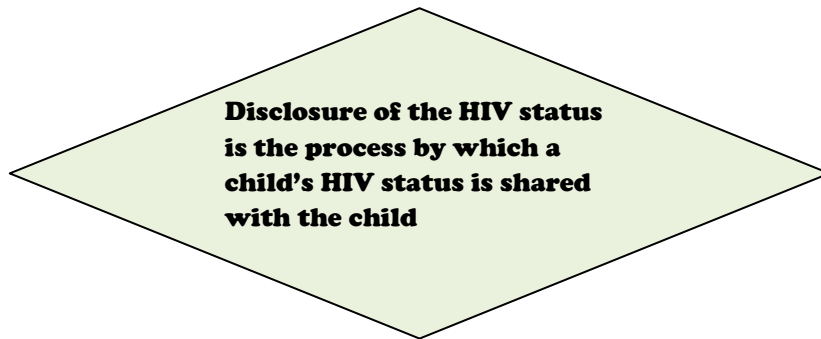 Disclosure of the HIV status
is the process by which a
child’s HIV status is shared
with the child